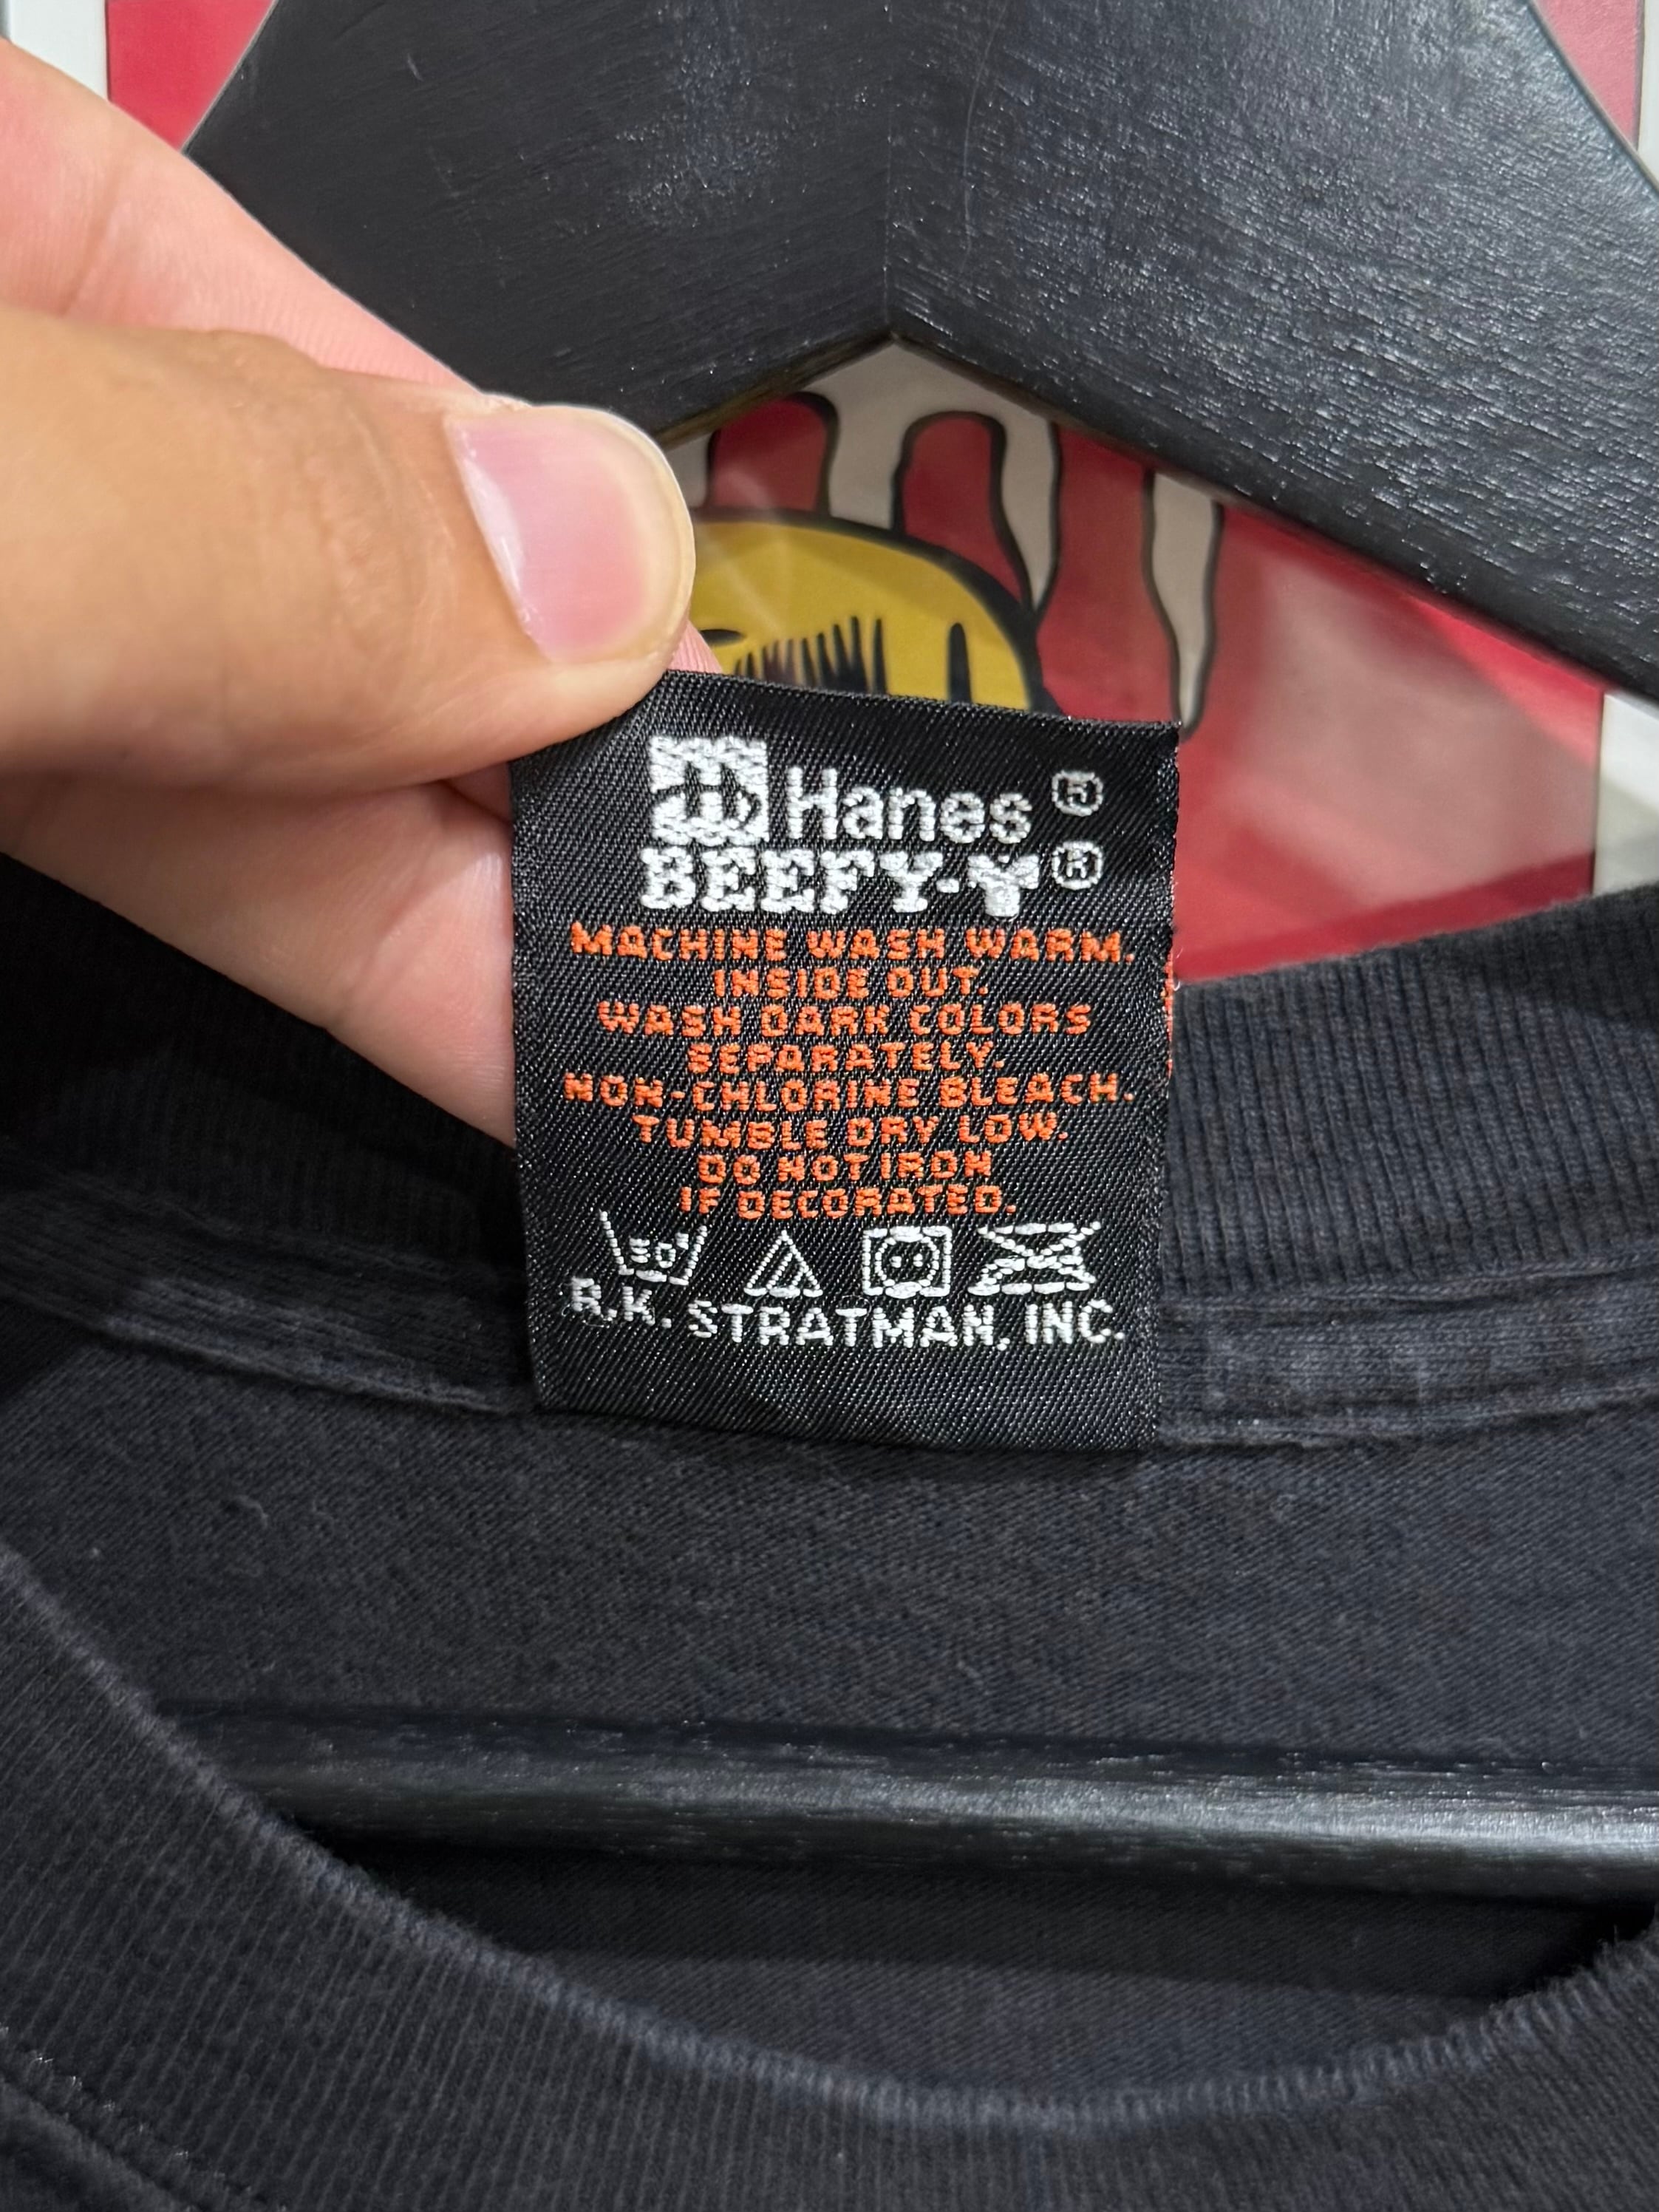 Hanes ®
BEEFY-T ®
MACHINE WASH WARM.
INSIDE OUT.
WASH DARK COLORS
SEPARATELY.
NON-CHLORINE BLEACH.
TUMBLE DRY LOW.
DO NOT IRON
IF DECORATED.
R.K. STRATMAN, INC.